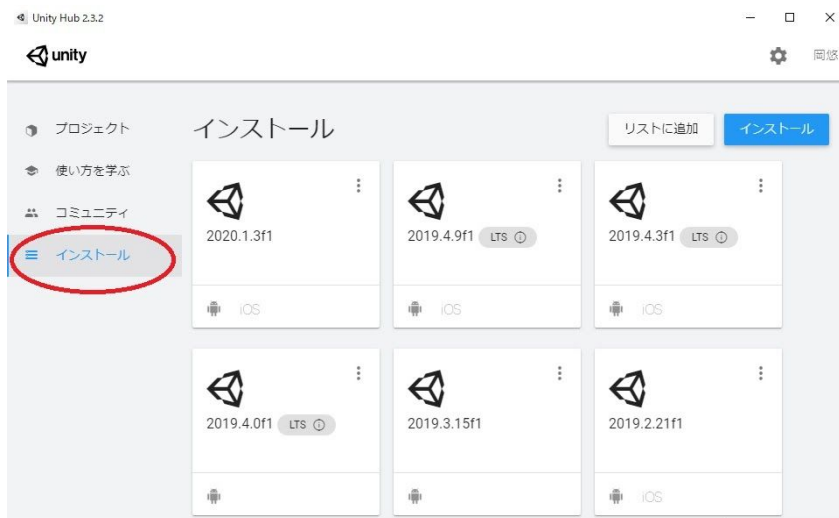 Unity Hub 2.3.2
unity
岡悠
プロジェクト
使い方を学ぶ
コミュニティ
インストール
インストール
リストに追加
インストール
2020.1.3f1
iOS
2019.4.9f1 LTS
iOS
2019.4.3f1 LTS
iOS
2019.4.0f1 LTS
2019.3.15f1
2019.2.21f1
iOS